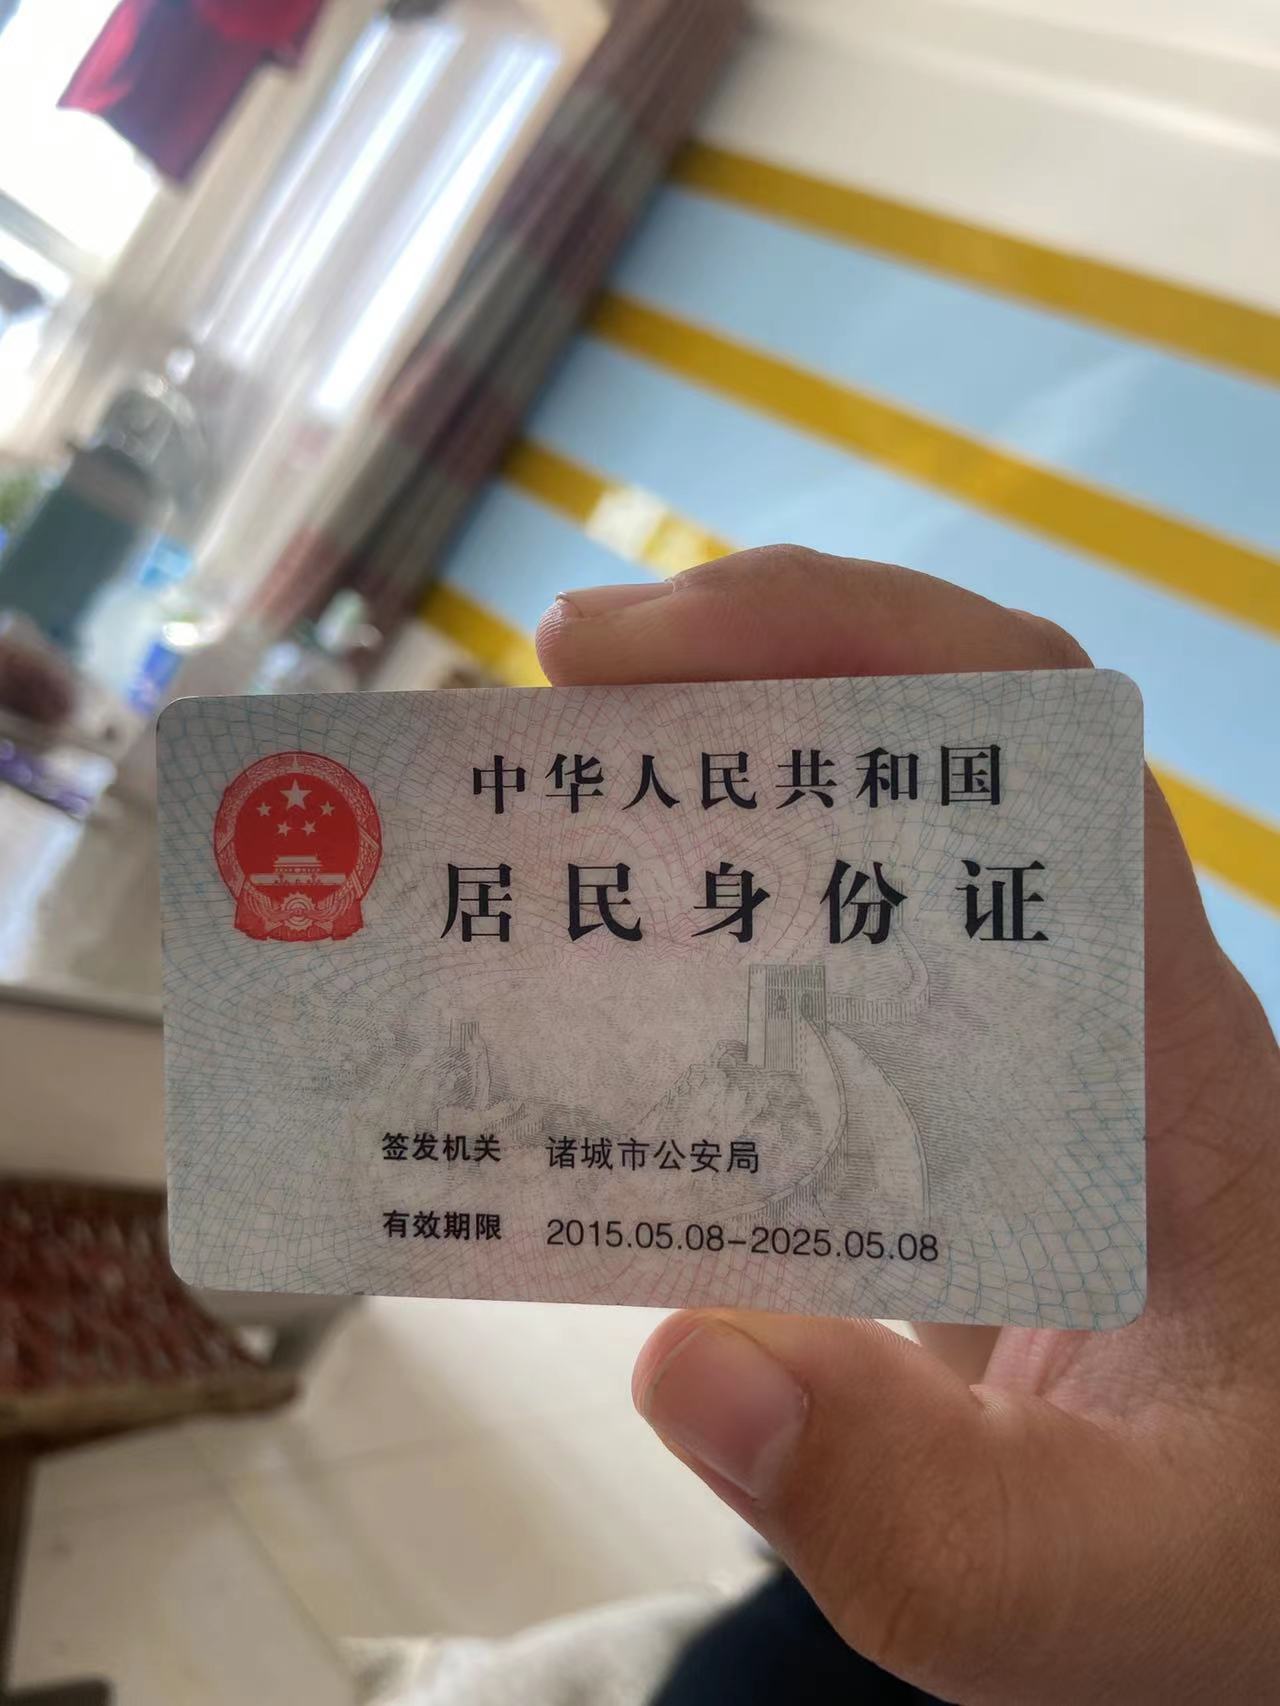 中华人民共和国
居民身份证
签发机关 诸城市公安局
有效期限 2015.05.08-2025.05.08